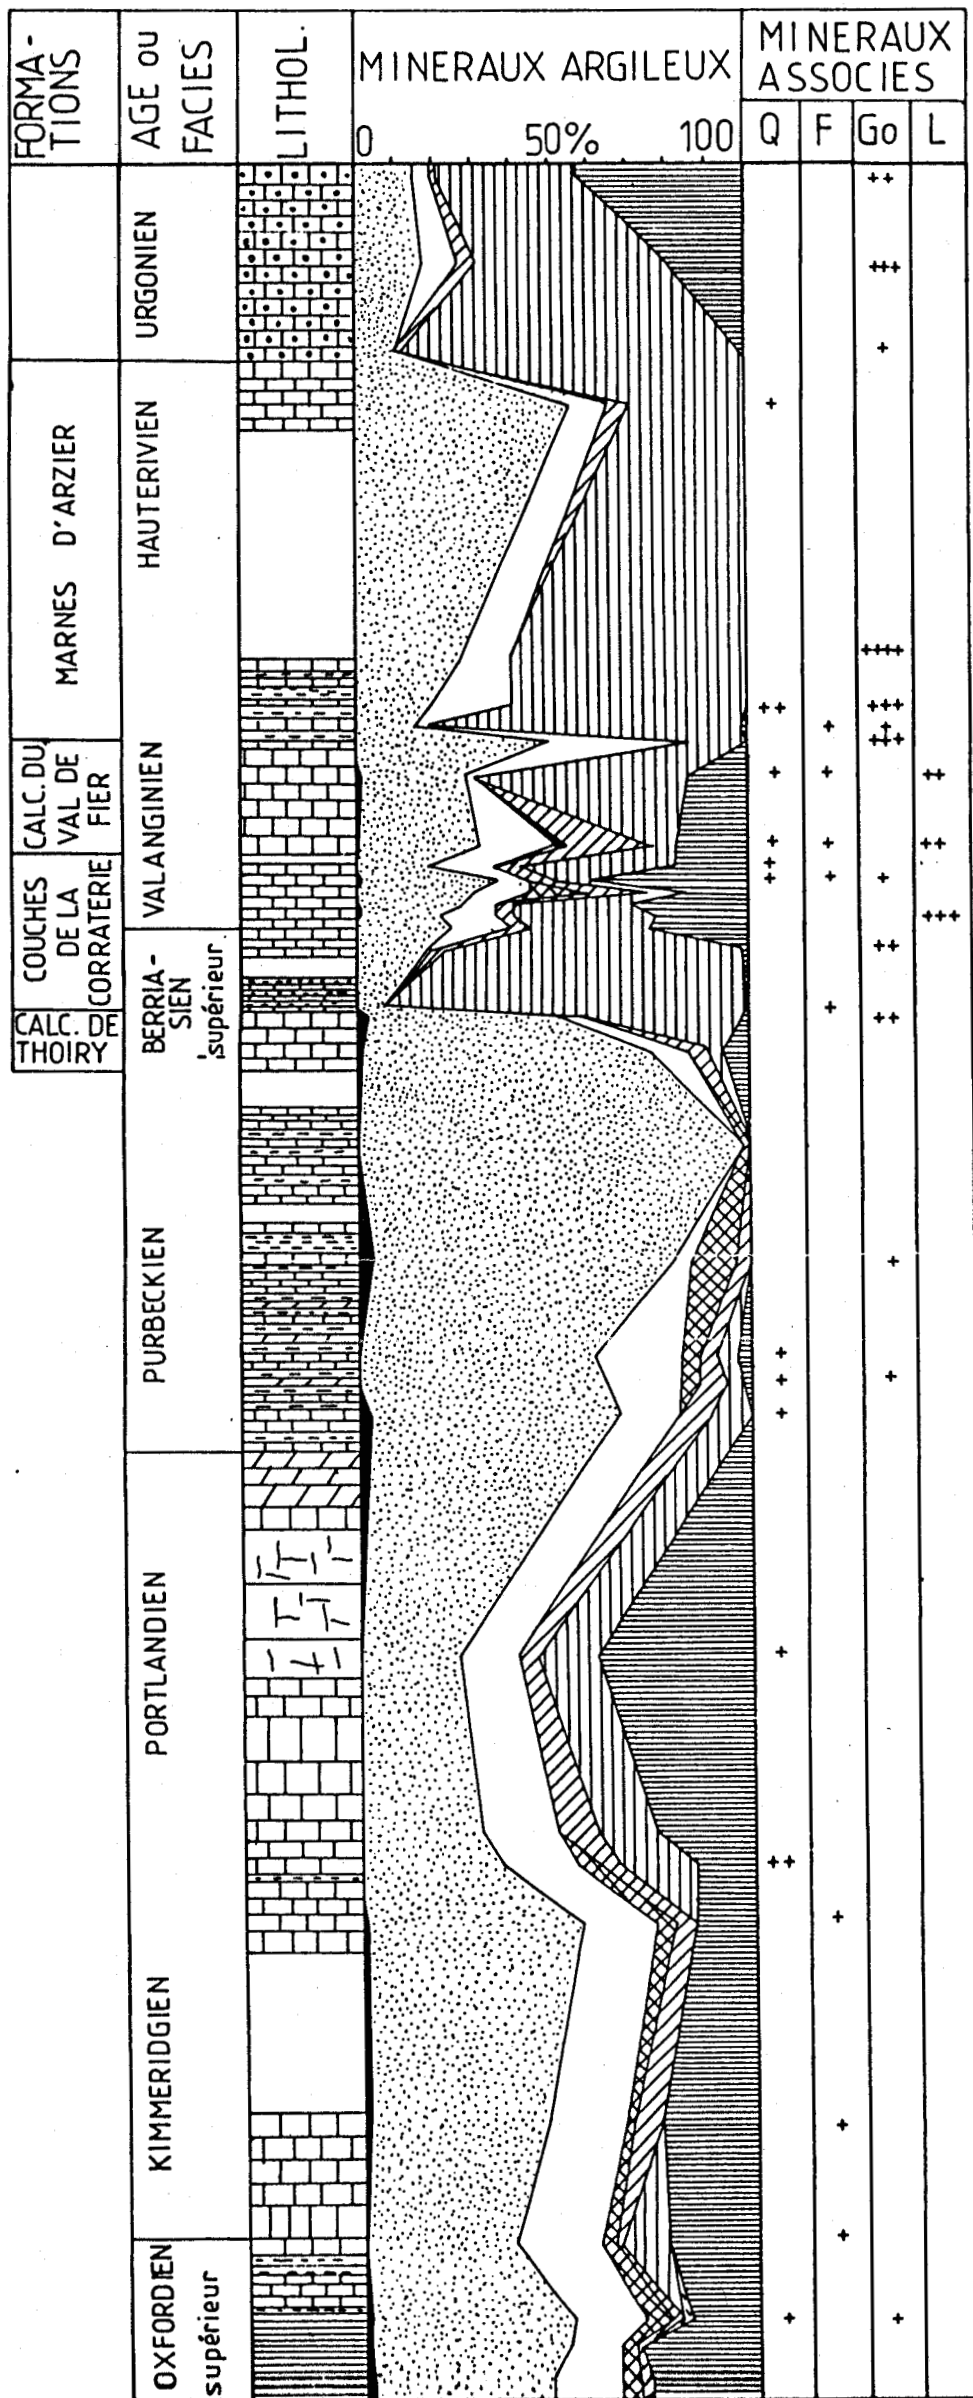 FORMA-
TIONS
AGE ou
FACIES
LITHOL.
MINERAUX ARGILEUX
0 50% 100
MINERAUX
ASSOCIES
Q F Go L
URGONIEN
++
+++
+
MARNES D'ARZIER
HAUTERIVIEN
+
++++
++ +++
+ +
+++
CALC. DU
VAL DE
FIER
VALANGINIEN
+ + ++
+ + ++
++
+ + +
COUCHES
DE LA
CORRATERIE
+++
++
BERRIA-
SIEN
supérieur
+
++
CALC. DE
THOIRY
PURBECKIEN
+
+
+ +
+
PORTLANDIEN
+
++
+
KIMMERIDGIEN
+
+
OXFORDIEN
supérieur
+ +